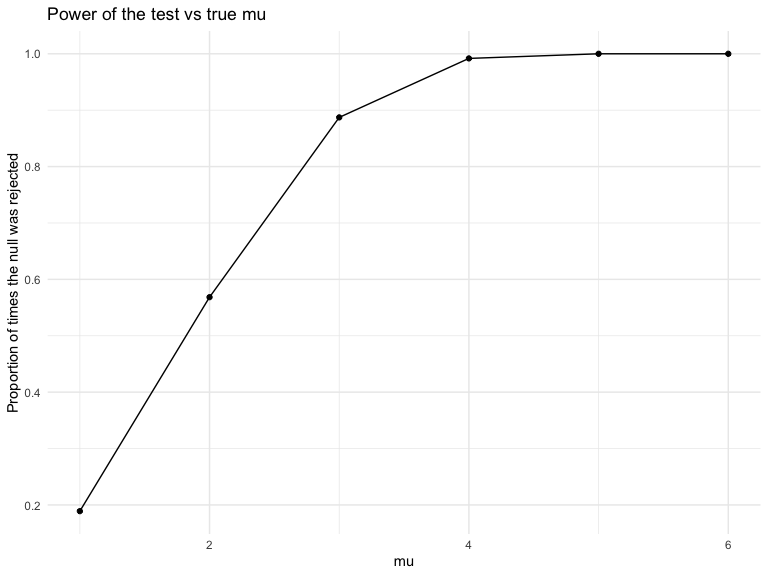 Power of the test vs true mu
Proportion of times the null was rejected
1.0
0.8
0.6
0.4
0.2
2
4
6
mu